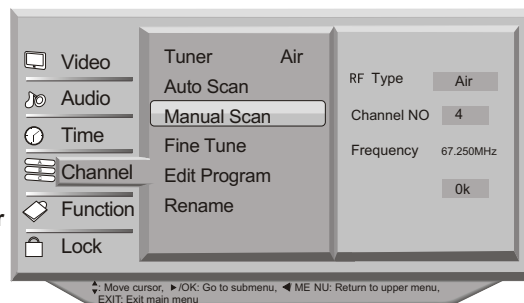 Video
Audio
Time
Channel
Function
Lock
Tuner Air
Auto Scan
Manual Scan
Fine Tune
Edit Program
Rename
RF Type Air
Channel NO 4
Frequency 67.250MHz
0k
r
: Move cursor, ▶/OK: Go to submenu, ◀ ME NU: Return to upper menu,
EXIT: Exit main menu